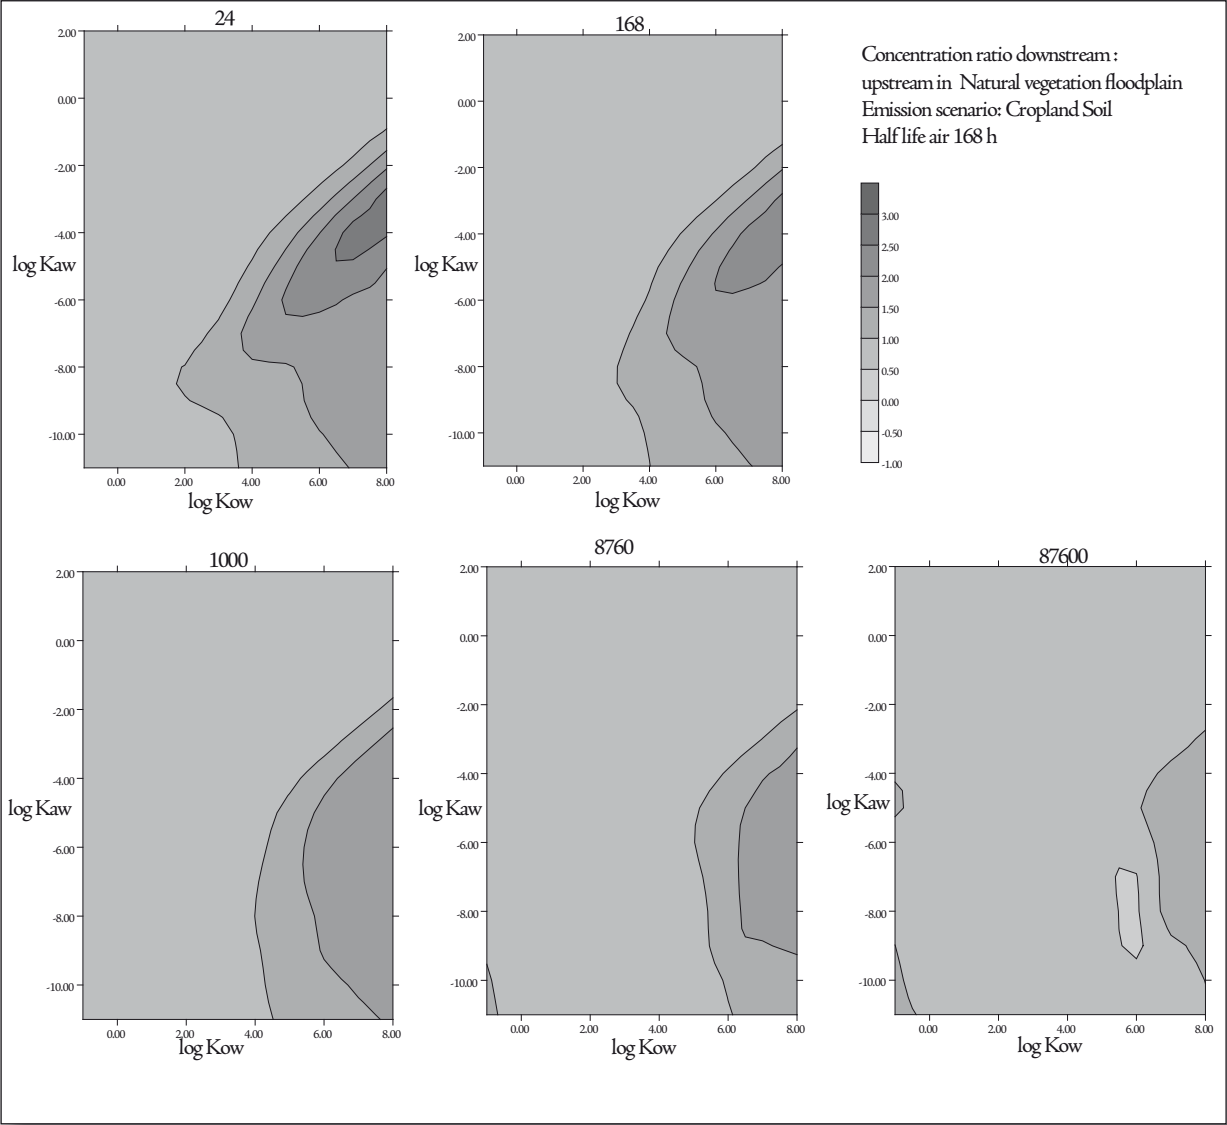 24
2.00
0.00
-2.00
-4.00
log Kaw
-6.00
-8.00
-10.00
0.00 2.00 4.00 6.00 8.00
log Kow
168
2.00
0.00
-2.00
-4.00
log Kaw
-6.00
-8.00
-10.00
0.00 2.00 4.00 6.00 8.00
log Kow
Concentration ratio downstream :
upstream in Natural vegetation floodplain
Emission scenario: Cropland Soil
Half life air 168 h
3.00
2.50
2.00
1.50
1.00
0.50
0.00
-0.50
-1.00
1000
2.00
0.00
-2.00
-4.00
log Kaw
-6.00
-8.00
-10.00
0.00 2.00 4.00 6.00 8.00
log Kow
8760
2.00
0.00
-2.00
-4.00
log Kaw
-6.00
-8.00
-10.00
0.00 2.00 4.00 6.00 8.00
log Kow
87600
2.00
0.00
-2.00
-4.00
log Kaw
-6.00
-8.00
-10.00
0.00 2.00 4.00 6.00 8.00
log Kow